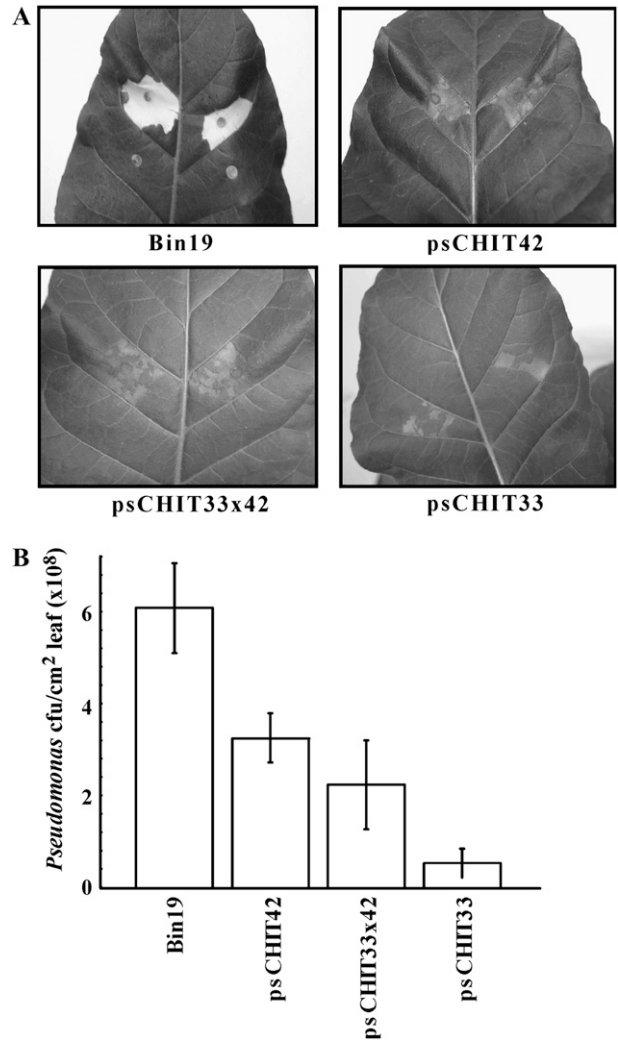 A
Bin19
psCHIT42
psCHIT33x42
psCHIT33
B
Pseudomonas cfu/cm² leaf (x10⁸)
6
4
2
0
Bin19
psCHIT42
psCHIT33x42
psCHIT33